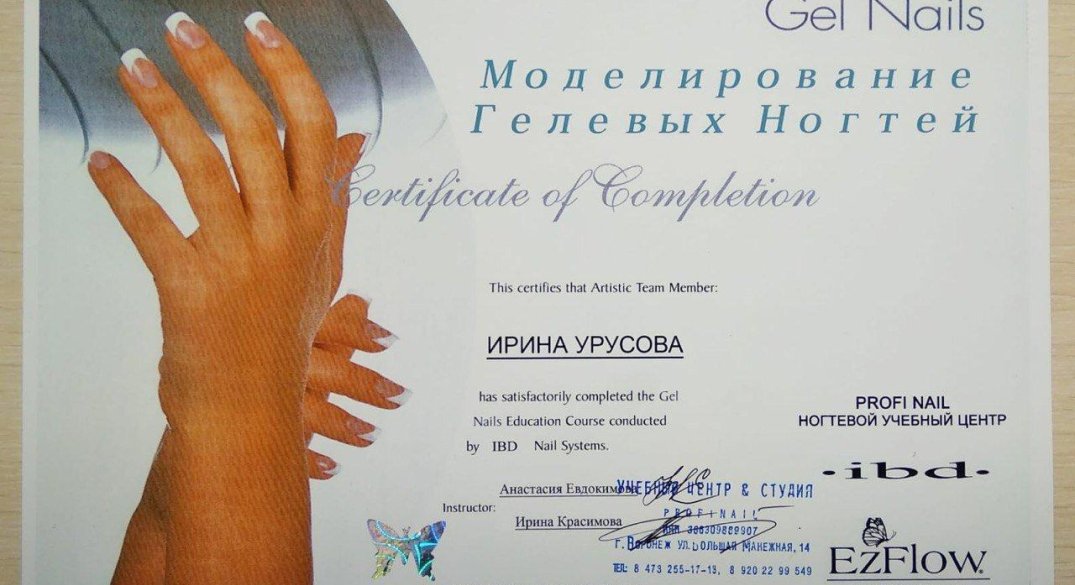 Gel Nails
Моделирование
Гелевых Ногтей
Certificate of Completion
This certifies that Artistic Team Member:
ИРИНА УРУСОВА
has satisfactorily completed the Gel
Nails Education Course conducted
by IBD Nail Systems.
PROFI NAIL
НОГТЕВОЙ УЧЕБНЫЙ ЦЕНТР
ibd
Instructor:
Анастасия Евдокимова
Ирина Красимова
УЧЕБНЫЙ ЦЕНТР & СТУДИЯ
PROFINAIL
г. ВОРОНЕЖ УЛ. БОЛЬШАЯ МАНЕЖНАЯ, 14
ТЕЛ: 8 473 255-17-13, 8 920 22 99 549
EzFlow